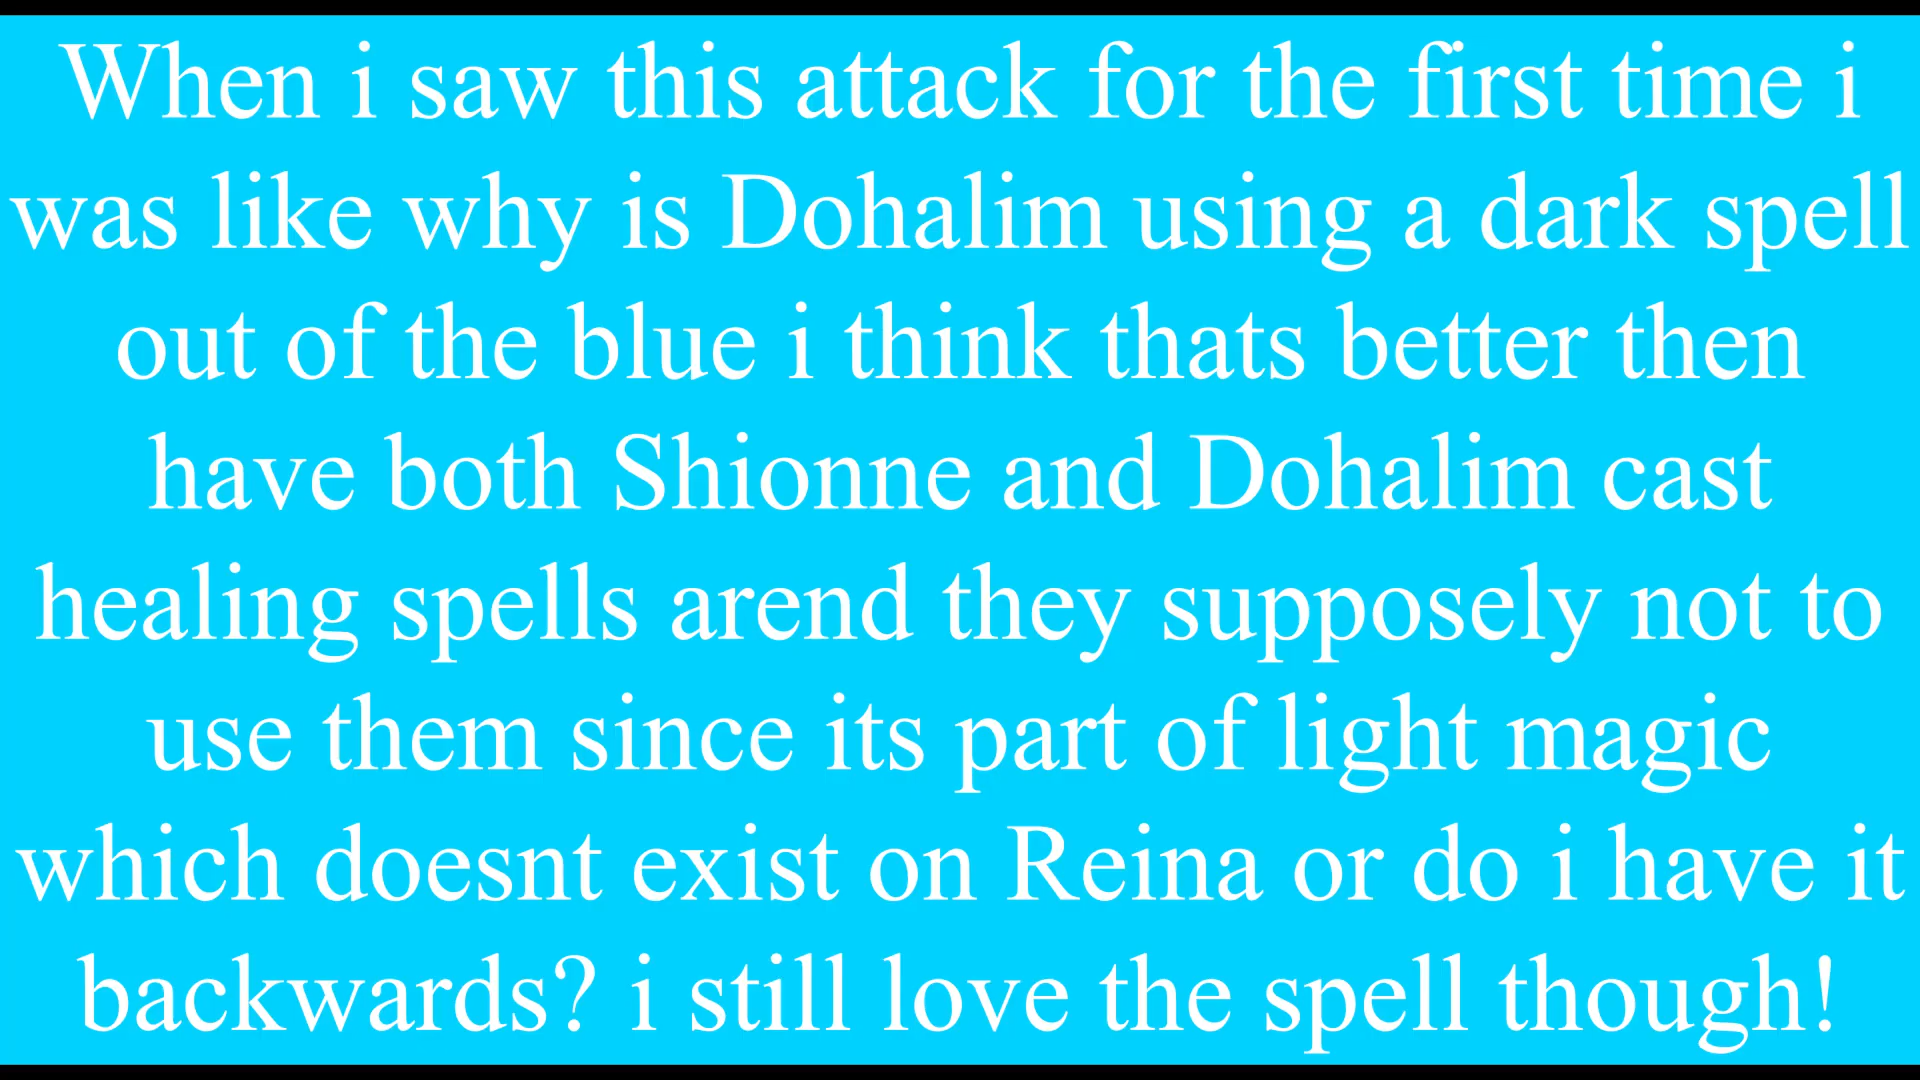 When i saw this attack for the first time i
was like why is Dohalim using a dark spell
out of the blue i think thats better then
have both Shionne and Dohalim cast
healing spells arend they supposely not to
use them since its part of light magic
which doesnt exist on Reina or do i have it
backwards? i still love the spell though!